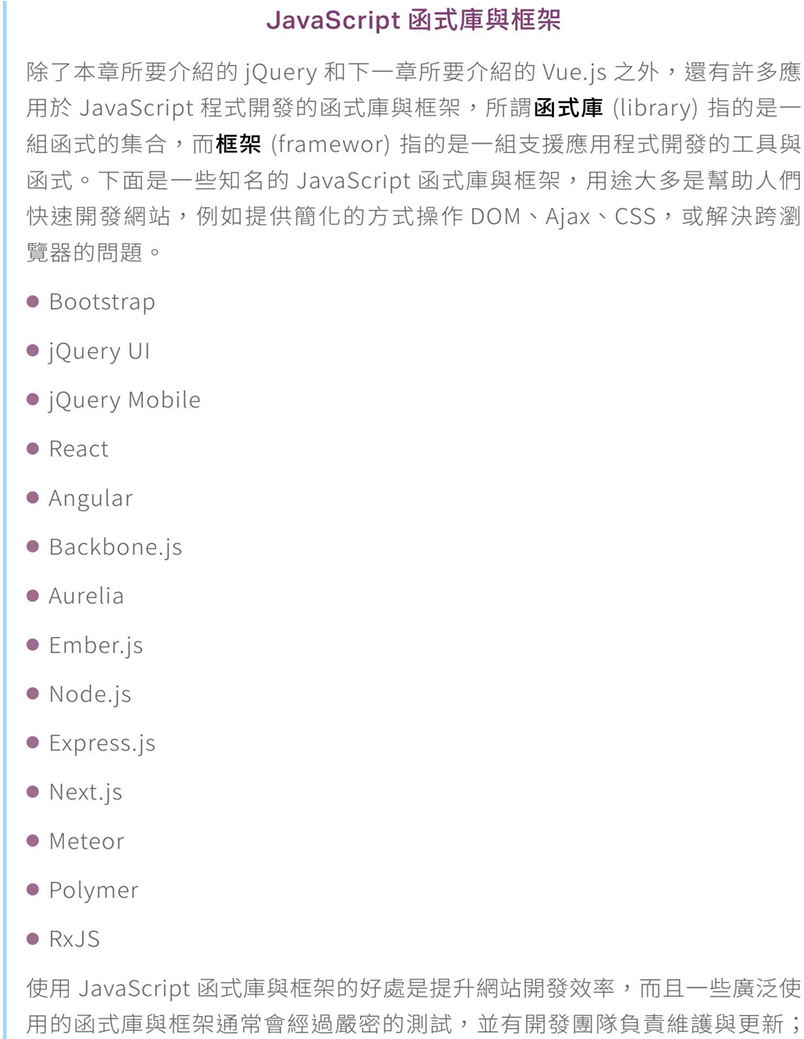 JavaScript 函式庫與框架
除了本章所要介紹的 jQuery 和下一章所要介紹的 Vue.js 之外，還有許多應
用於 JavaScript 程式開發的函式庫與框架，所謂函式庫 (library) 指的是一
組函式的集合，而框架 (framewor) 指的是一組支援應用程式開發的工具與
函式。下面是一些知名的 JavaScript 函式庫與框架，用途大多是幫助人們
快速開發網站，例如提供簡化的方式操作 DOM、Ajax、CSS，或解決跨瀏
覽器的問題。
● Bootstrap
● jQuery UI
● jQuery Mobile
● React
● Angular
● Backbone.js
● Aurelia
● Ember.js
● Node.js
● Express.js
● Next.js
● Meteor
● Polymer
● RxJS
使用 JavaScript 函式庫與框架的好處是提升網站開發效率，而且一些廣泛使
用的函式庫與框架通常會經過嚴密的測試，並有開發團隊負責維護與更新；